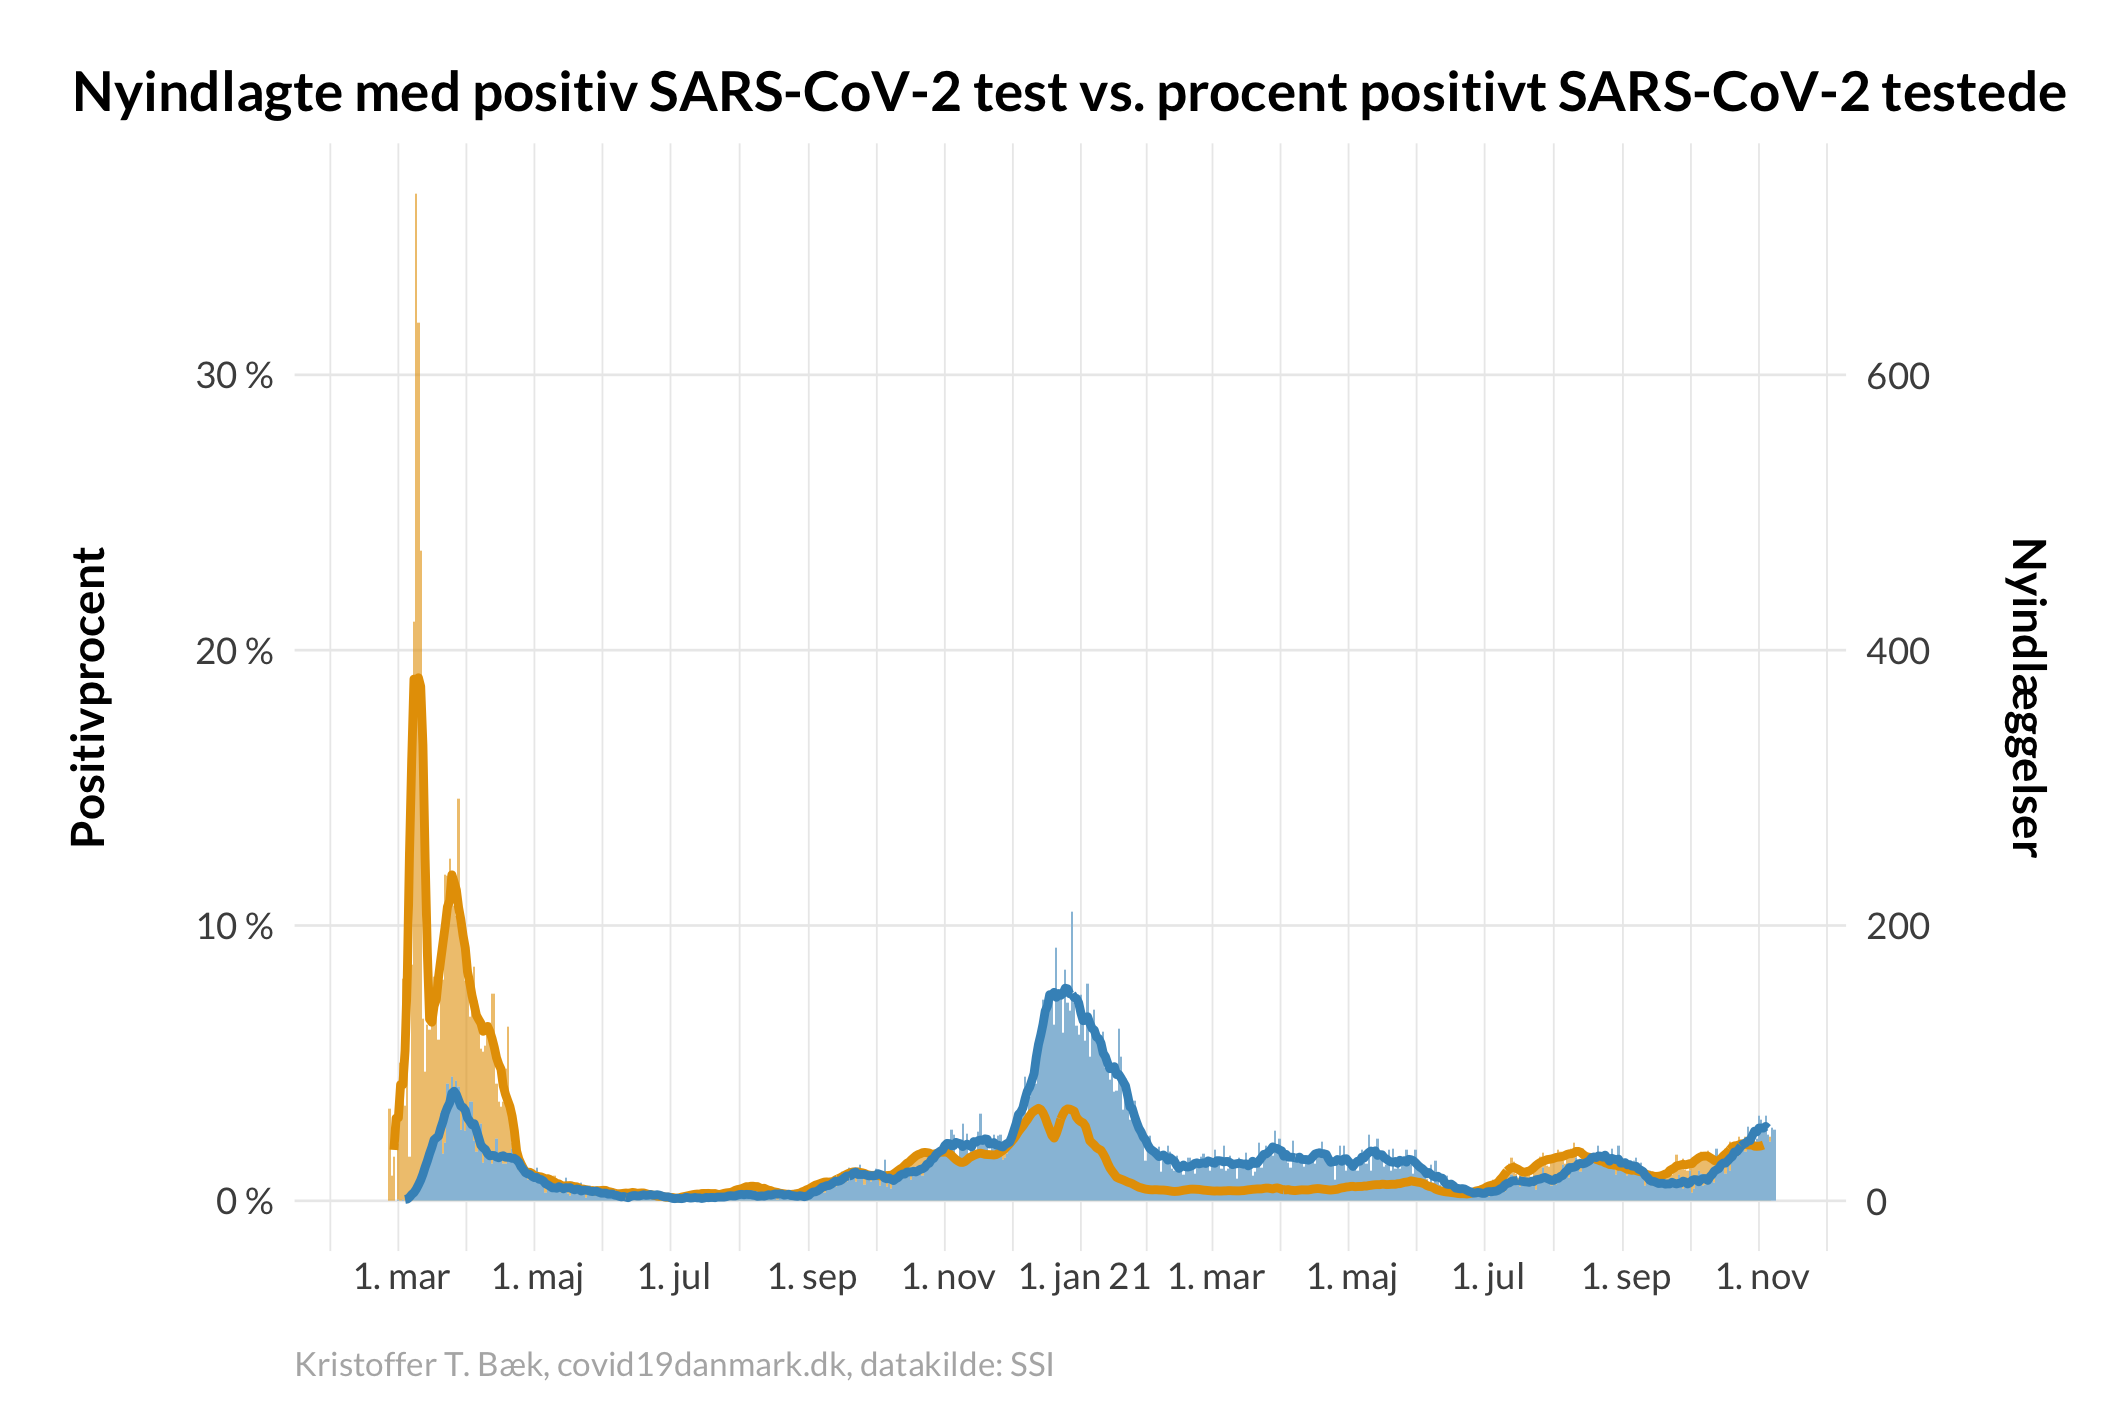 Nyindlagte med positiv SARS-CoV-2 test vs. procent positivt SARS-CoV-2 testede
Positivprocent
30 %
20 %
10 %
0 %
600
400
200
0
Nyindlæggelser
1. mar 1. maj 1. jul 1. sep 1. nov 1. jan 21 1. mar 1. maj 1. jul 1. sep 1. nov
Kristoffer T. Bæk, covid19danmark.dk, datakilde: SSI